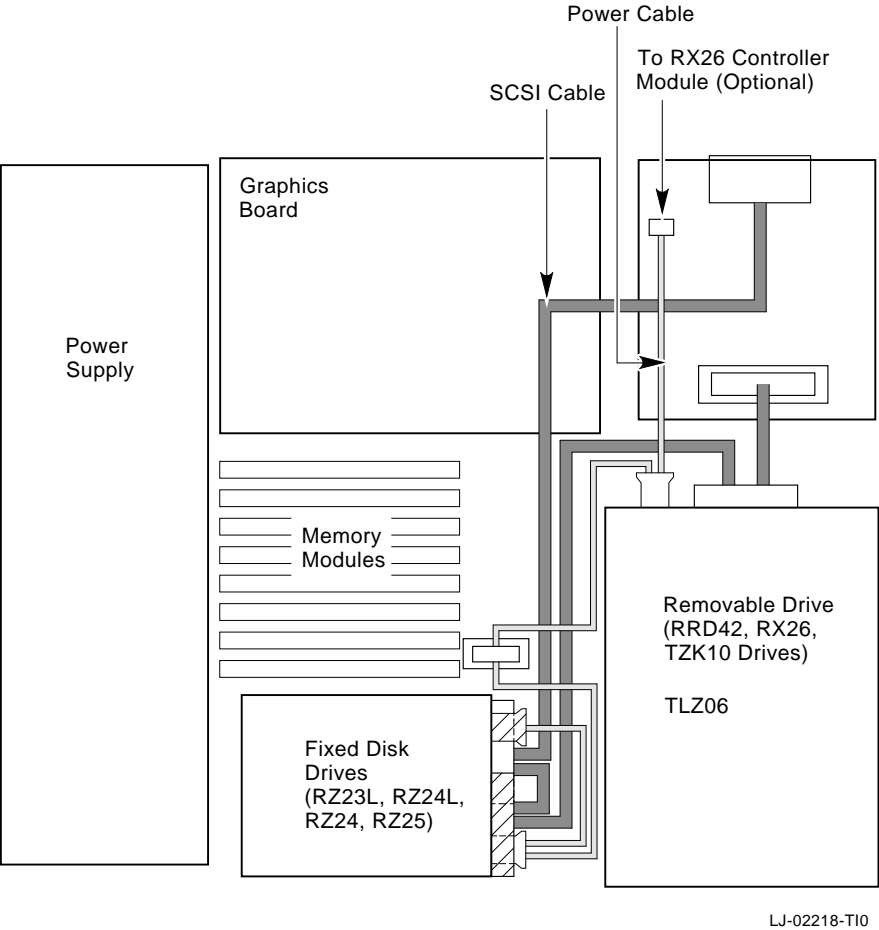 Power Cable
To RX26 Controller
Module (Optional)
SCSI Cable
Graphics
Board
Power
Supply
Memory
Modules
Removable Drive
(RRD42, RX26,
TZK10 Drives)
TLZ06
Fixed Disk
Drives
(RZ23L, RZ24L,
RZ24, RZ25)
LJ-02218-TI0